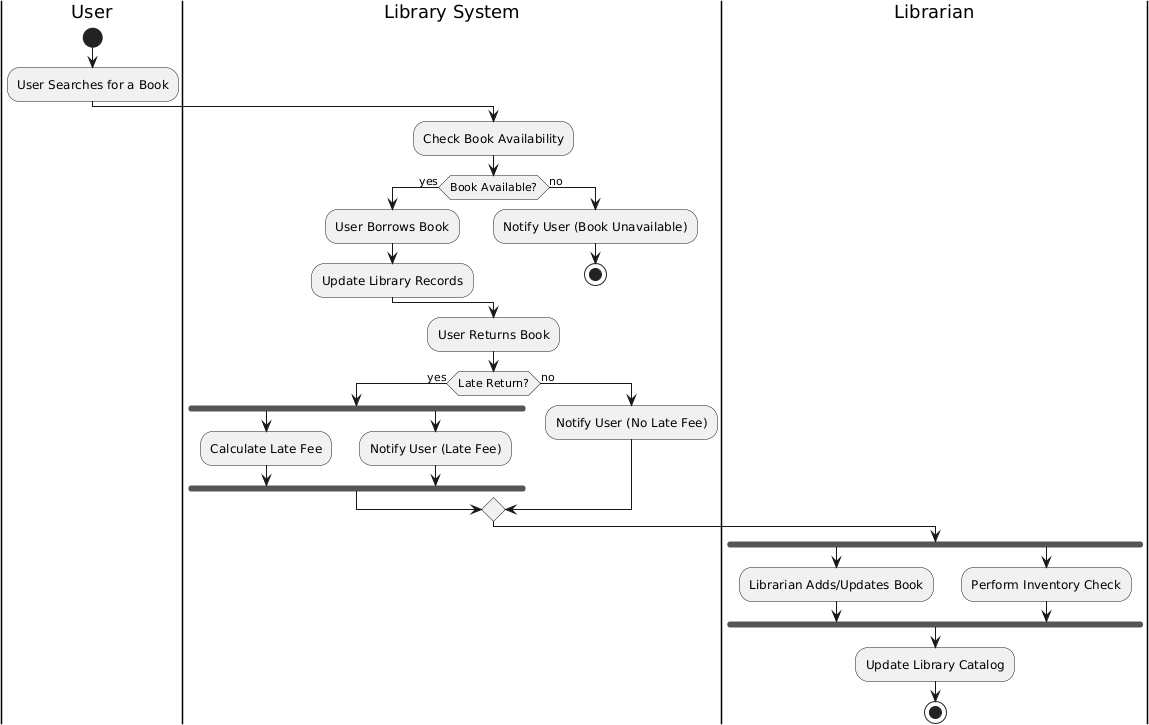 User
Library System
Librarian
User Searches for a Book
Check Book Availability
yes
Book Available?
no
User Borrows Book
Notify User (Book Unavailable)
Update Library Records
User Returns Book
yes
Late Return?
no
Notify User (No Late Fee)
Calculate Late Fee
Notify User (Late Fee)
Librarian Adds/Updates Book
Perform Inventory Check
Update Library Catalog